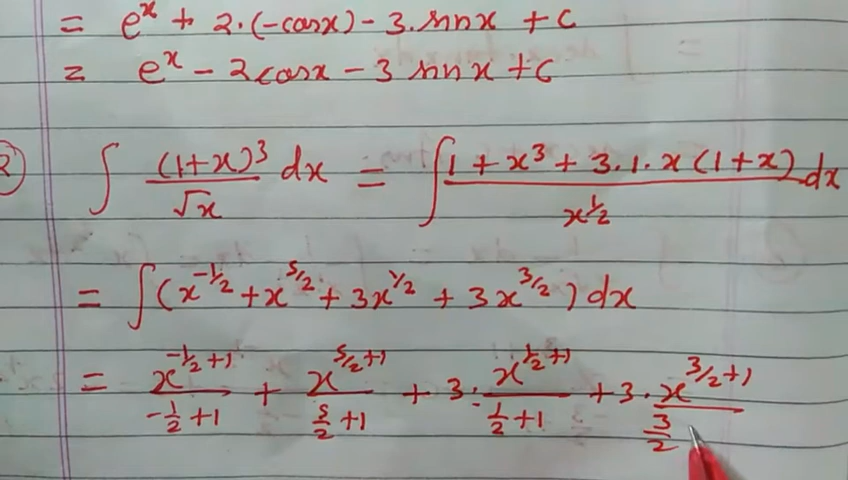 = e^x + 2·(-cosx) - 3·sinx + C
= e^x - 2cosx - 3 sinx + C
2 ∫ (1+x)^3/√x dx = ∫ 1 + x^3 + 3·1·x(1+x)/x^1/2 dx
= ∫(x^-1/2 + x^5/2 + 3x^1/2 + 3x^3/2) dx
= x^-1/2+1/-1/2+1 + x^5/2+1/5/2+1 + 3·x^1/2+1/1/2+1 + 3·x^3/2+1/3/2